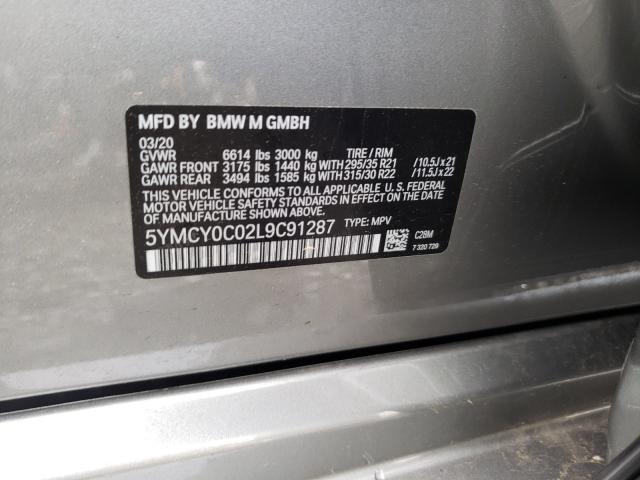 MFD BY BMW M GMBH
03/20
GVWR 6614 lbs 3000 kg TIRE / RIM
GAWR FRONT 3175 lbs 1440 kg WITH 295/35 R21 /10.5J x 21
GAWR REAR 3494 lbs 1585 kg WITH 315/30 R22 /11.5J x 22
THIS VEHICLE CONFORMS TO ALL APPLICABLE U. S. FEDERAL
MOTOR VEHICLE SAFETY STANDARDS IN EFFECT ON THE DATE OF
MANUFACTURE SHOWN ABOVE.
5YMCY0C02L9C91287 TYPE: MPV
C2BM
7 320 729